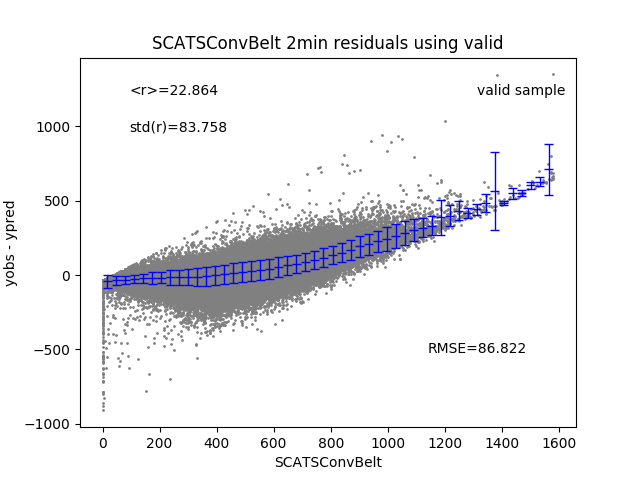 SCATSConvBelt 2min residuals using valid
<r>=22.864
valid sample
std(r)=83.758
RMSE=86.822
yobs - ypred
1000
500
0
−500
−1000
0 200 400 600 800 1000 1200 1400 1600
SCATSConvBelt